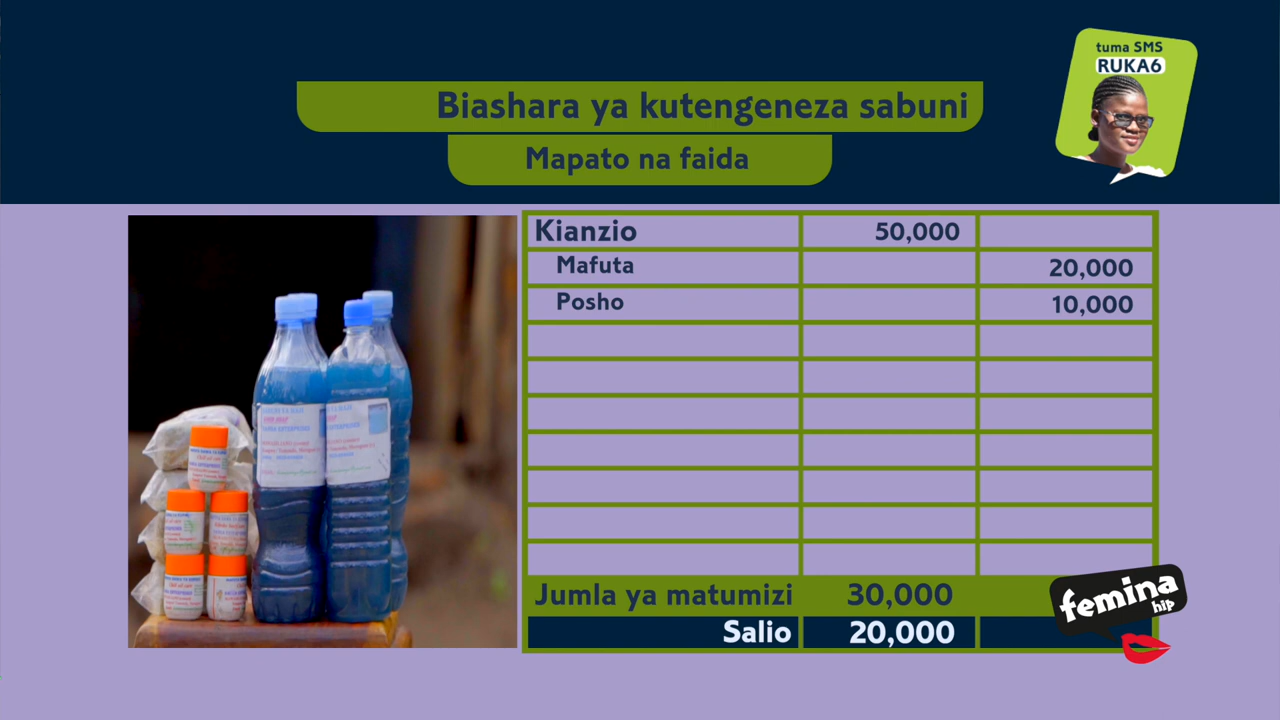 tuma SMS
RUKA6
Biashara ya kutengeneza sabuni
Mapato na faida
Kianzio 50,000
Mafuta 20,000
Posho 10,000
Jumla ya matumizi 30,000
Salio 20,000
femina
hip